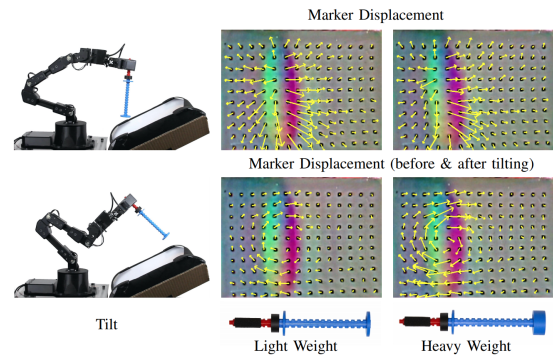 Marker Displacement
Marker Displacement (before & after tilting)
Tilt
Light Weight
Heavy Weight